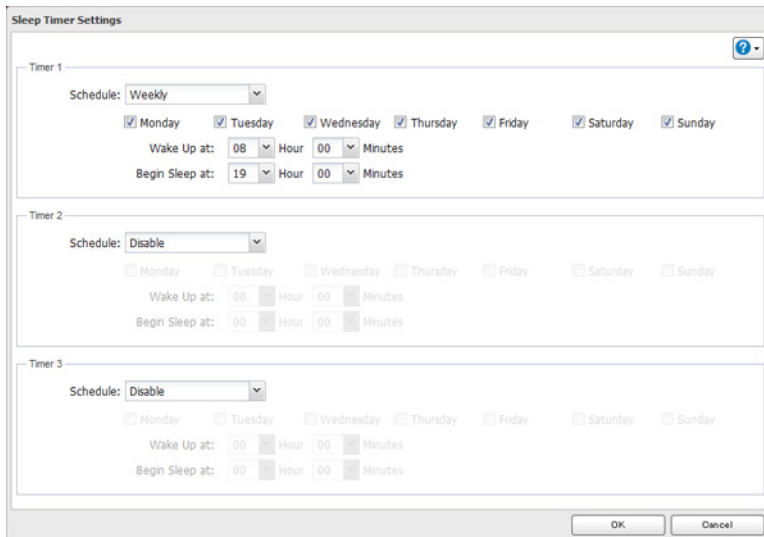 Sleep Timer Settings
?
Timer 1
Schedule: Weekly
Monday Tuesday Wednesday Thursday Friday Saturday Sunday
Wake Up at: 08 Hour 00 Minutes
Begin Sleep at: 19 Hour 00 Minutes
Timer 2
Schedule: Disable
Monday Tuesday Wednesday Thursday Friday Saturday Sunday
Wake Up at: 00 Hour 00 Minutes
Begin Sleep at: 00 Hour 00 Minutes
Timer 3
Schedule: Disable
Monday Tuesday Wednesday Thursday Friday Saturday Sunday
Wake Up at: 00 Hour 00 Minutes
Begin Sleep at: 00 Hour 00 Minutes
OK Cancel